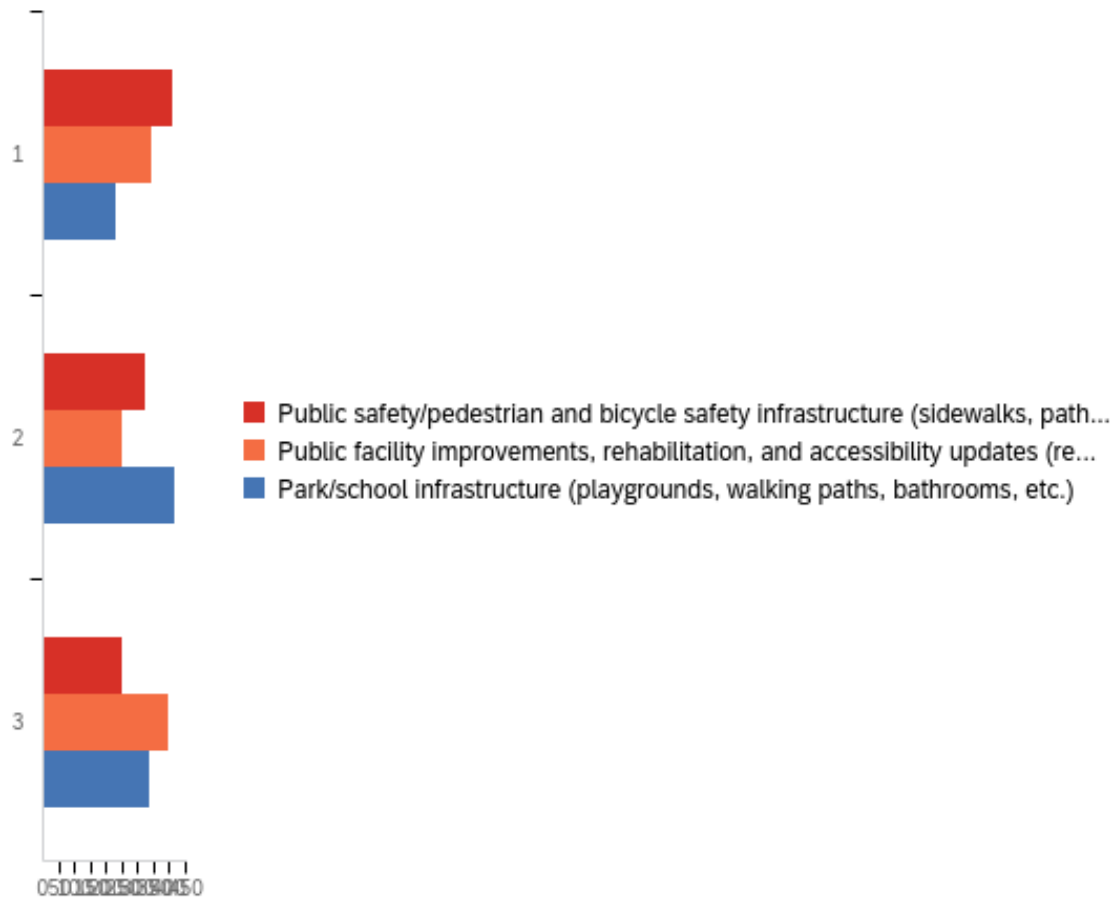 1
2
3
Public safety/pedestrian and bicycle safety infrastructure (sidewalks, path...
Public facility improvements, rehabilitation, and accessibility updates (re...
Park/school infrastructure (playgrounds, walking paths, bathrooms, etc.)